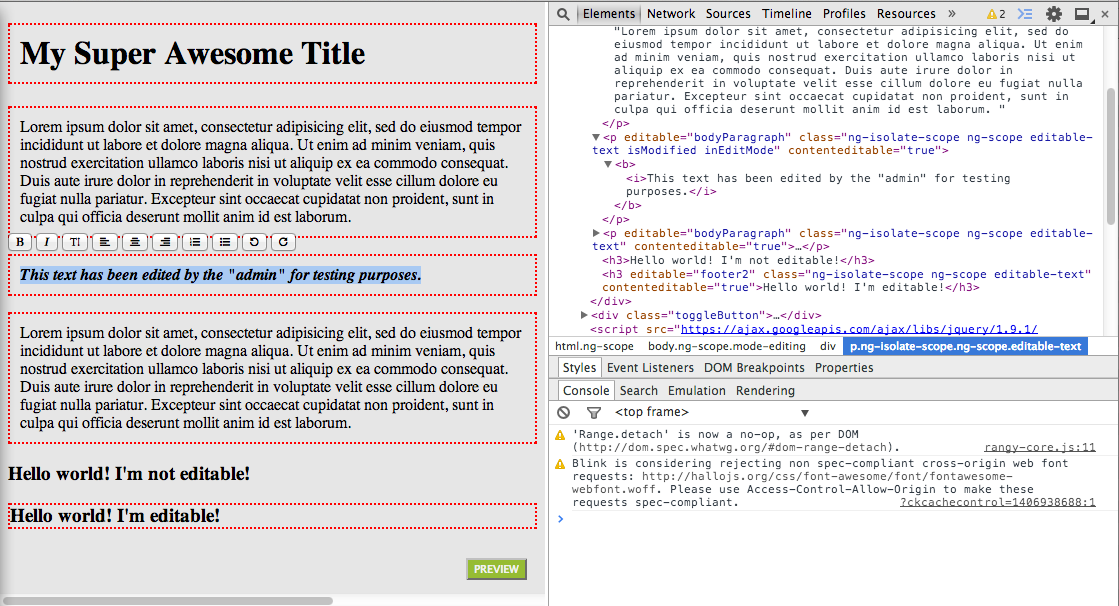 My Super Awesome Title
Lorem ipsum dolor sit amet, consectetur adipisicing elit, sed do eiusmod tempor
incididunt ut labore et dolore magna aliqua. Ut enim ad minim veniam, quis
nostrud exercitation ullamco laboris nisi ut aliquip ex ea commodo consequat.
Duis aute irure dolor in reprehenderit in voluptate velit esse cillum dolore eu
fugiat nulla pariatur. Excepteur sint occaecat cupidatat non proident, sunt in
culpa qui officia deserunt mollit anim id est laborum.
B I TI
This text has been edited by the "admin" for testing purposes.
Lorem ipsum dolor sit amet, consectetur adipisicing elit, sed do eiusmod tempor
incididunt ut labore et dolore magna aliqua. Ut enim ad minim veniam, quis
nostrud exercitation ullamco laboris nisi ut aliquip ex ea commodo consequat.
Duis aute irure dolor in reprehenderit in voluptate velit esse cillum dolore eu
fugiat nulla pariatur. Excepteur sint occaecat cupidatat non proident, sunt in
culpa qui officia deserunt mollit anim id est laborum.
Hello world! I'm not editable!
Hello world! I'm editable!
PREVIEW
Elements Network Sources Timeline Profiles Resources » 2
"Lorem ipsum dolor sit amet, consectetur adipisicing elit, sed do
eiusmod tempor incididunt ut labore et dolore magna aliqua. Ut enim
ad minim veniam, quis nostrud exercitation ullamco laboris nisi ut
aliquip ex ea commodo consequat. Duis aute irure dolor in
reprehenderit in voluptate velit esse cillum dolore eu fugiat nulla
pariatur. Excepteur sint occaecat cupidatat non proident, sunt in
culpa qui officia deserunt mollit anim id est laborum. "
</p>
<p editable="bodyParagraph" class="ng-isolate-scope ng-scope editable-
text isModified inEditMode" contenteditable="true">
<b>
<i>This text has been edited by the "admin" for testing
purposes.</i>
</b>
</p>
<p editable="bodyParagraph" class="ng-isolate-scope ng-scope editable-
text" contenteditable="true">…</p>
<h3>Hello world! I'm not editable!</h3>
<h3 editable="footer2" class="ng-isolate-scope ng-scope editable-text"
contenteditable="true">Hello world! I'm editable!</h3>
</div>
<div class="toggleButton">…</div>
<script src="https://ajax.googleapis.com/ajax/libs/jquery/1.9.1/
html.ng-scope body.ng-scope.mode-editing div p.ng-isolate-scope.ng-scope.editable-text
Styles Event Listeners DOM Breakpoints Properties
Console Search Emulation Rendering
<top frame>
'Range.detach' is now a no-op, as per DOM
(http://dom.spec.whatwg.org/#dom-range-detach). rangy-core.js:11
Blink is considering rejecting non spec-compliant cross-origin web font
requests: http://hallojs.org/css/font-awesome/font/fontawesome-
webfont.woff. Please use Access-Control-Allow-Origin to make these
requests spec-compliant. ?ckcachecontrol=1406938688:1